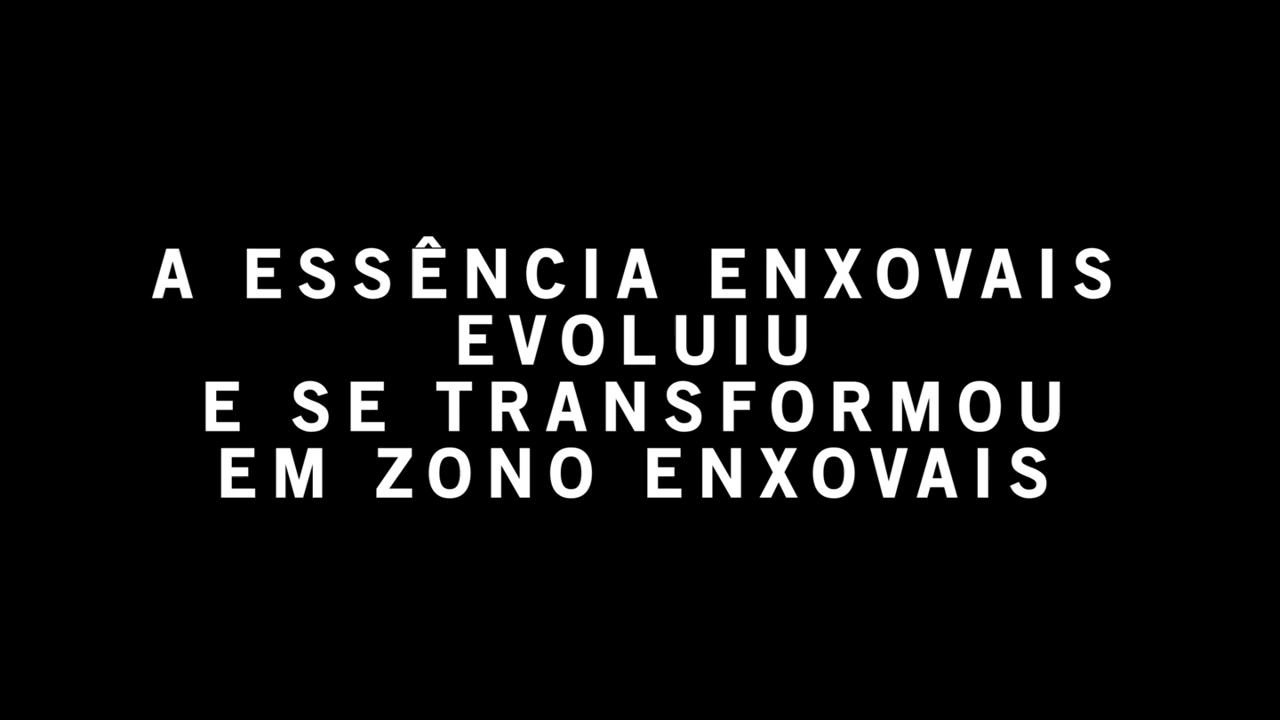 A ESSÊNCIA ENXOVAIS
EVOLUIU
E SE TRANSFORMOU
EM ZONO ENXOVAIS